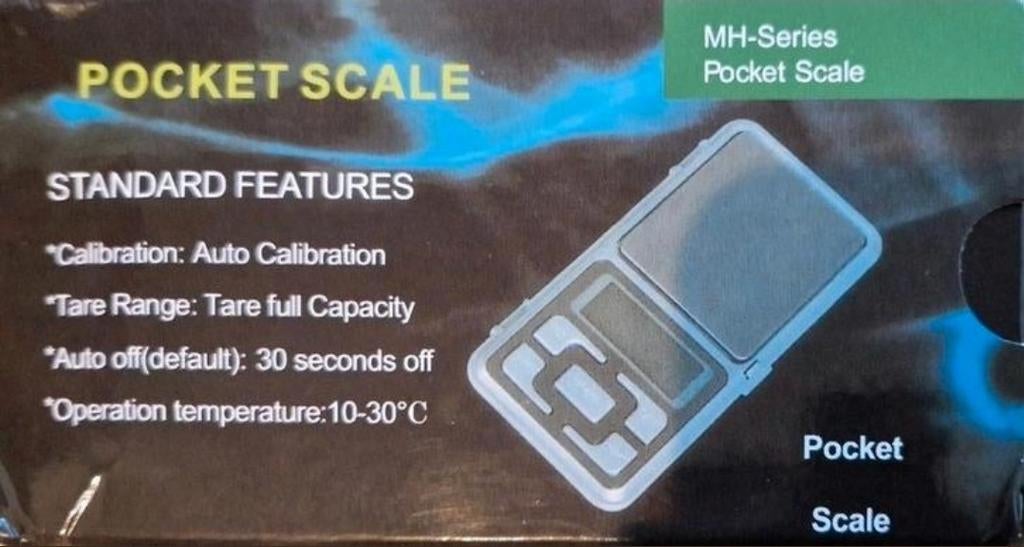 POCKET SCALE
MH-Series
Pocket Scale
STANDARD FEATURES
*Calibration: Auto Calibration
*Tare Range: Tare full Capacity
*Auto off(default): 30 seconds off
*Operation temperature:10-30°C
Pocket
Scale